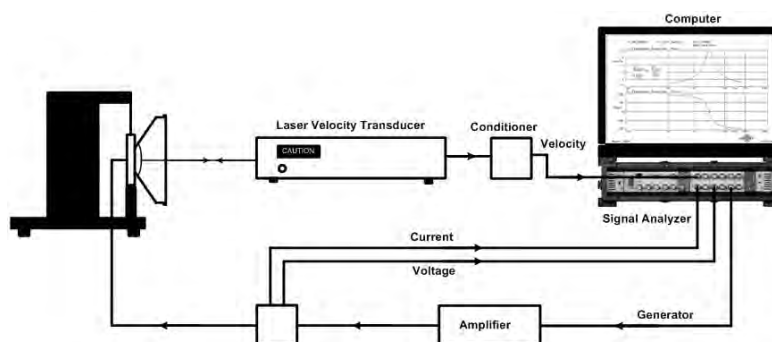 Computer
Laser Velocity Transducer
CAUTION
Conditioner
Velocity
Signal Analyzer
Current
Voltage
Amplifier
Generator